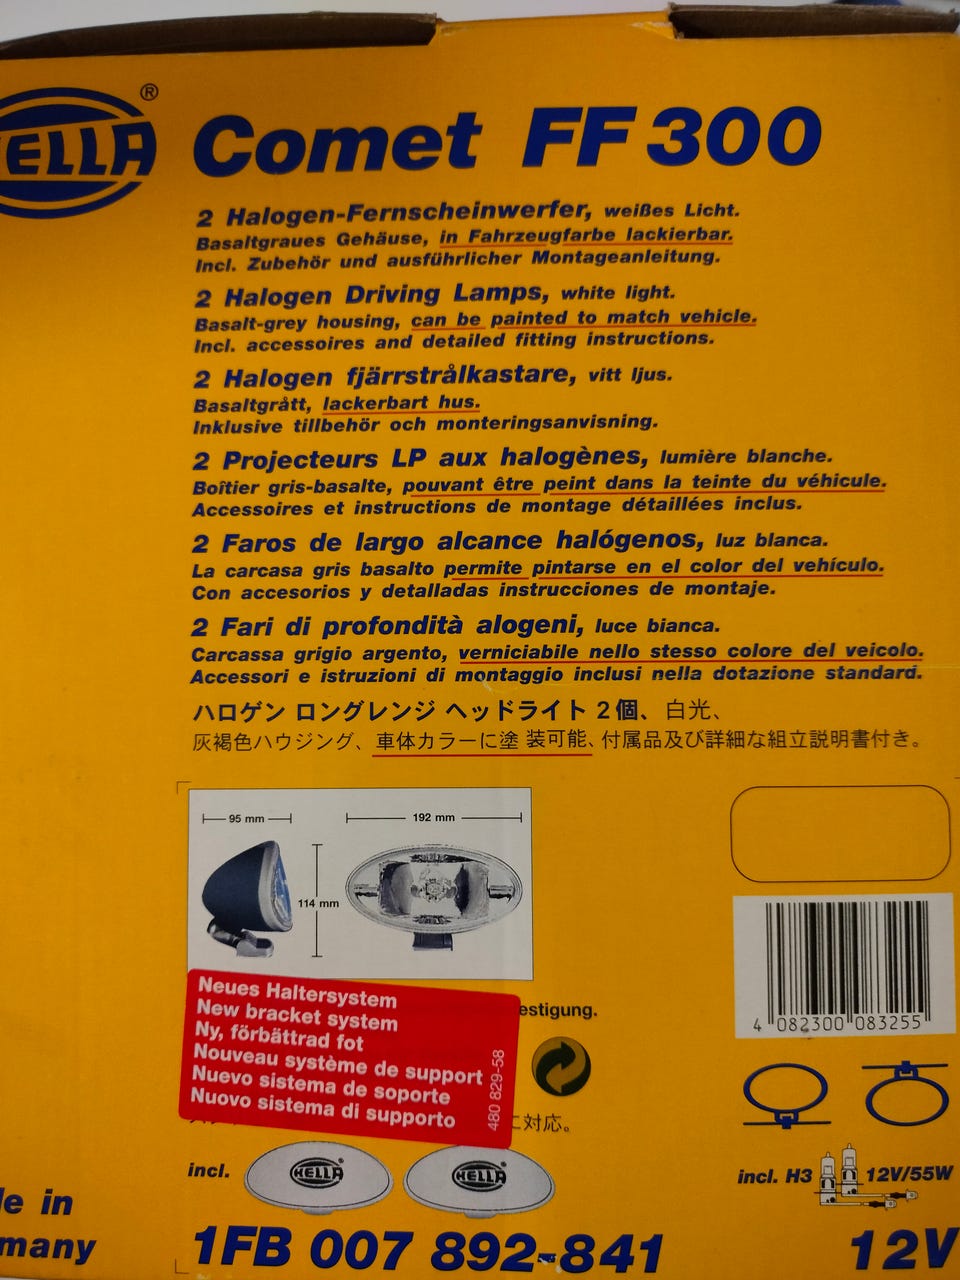 HELLA ®
Comet FF 300
2 Halogen-Fernscheinwerfer, weißes Licht.
Basaltgraues Gehäuse, in Fahrzeugfarbe lackierbar.
Incl. Zubehör und ausführlicher Montageanleitung.
2 Halogen Driving Lamps, white light.
Basalt-grey housing, can be painted to match vehicle.
Incl. accessoires and detailed fitting instructions.
2 Halogen fjärrstrålkastare, vitt ljus.
Basaltgrått, lackerbart hus.
Inklusive tillbehör och monteringsanvisning.
2 Projecteurs LP aux halogènes, lumière blanche.
Boîtier gris-basalte, pouvant être peint dans la teinte du véhicule.
Accessoires et instructions de montage détaillées inclus.
2 Faros de largo alcance halógenos, luz blanca.
La carcasa gris basalto permite pintarse en el color del vehículo.
Con accesorios y detalladas instrucciones de montaje.
2 Fari di profondità alogeni, luce bianca.
Carcassa grigio argento, verniciabile nello stesso colore del veicolo.
Accessori e istruzioni di montaggio inclusi nella dotazione standard.
ハロゲン ロングレンジ ヘッドライト 2個、白光、
灰褐色ハウジング、車体カラーに塗 装可能、付属品及び詳細な組立説明書付き。
95 mm
192 mm
114 mm
Neues Haltersystem
New bracket system
Ny, förbättrad fot
Nouveau système de support
Nuevo sistema de soporte
Nuovo sistema di supporto
480 829-58
estigung.
に対応。
4 082300 083255
incl.
HELLA
HELLA
incl. H3
12V/55W
de in
many
1FB 007 892-841
12V